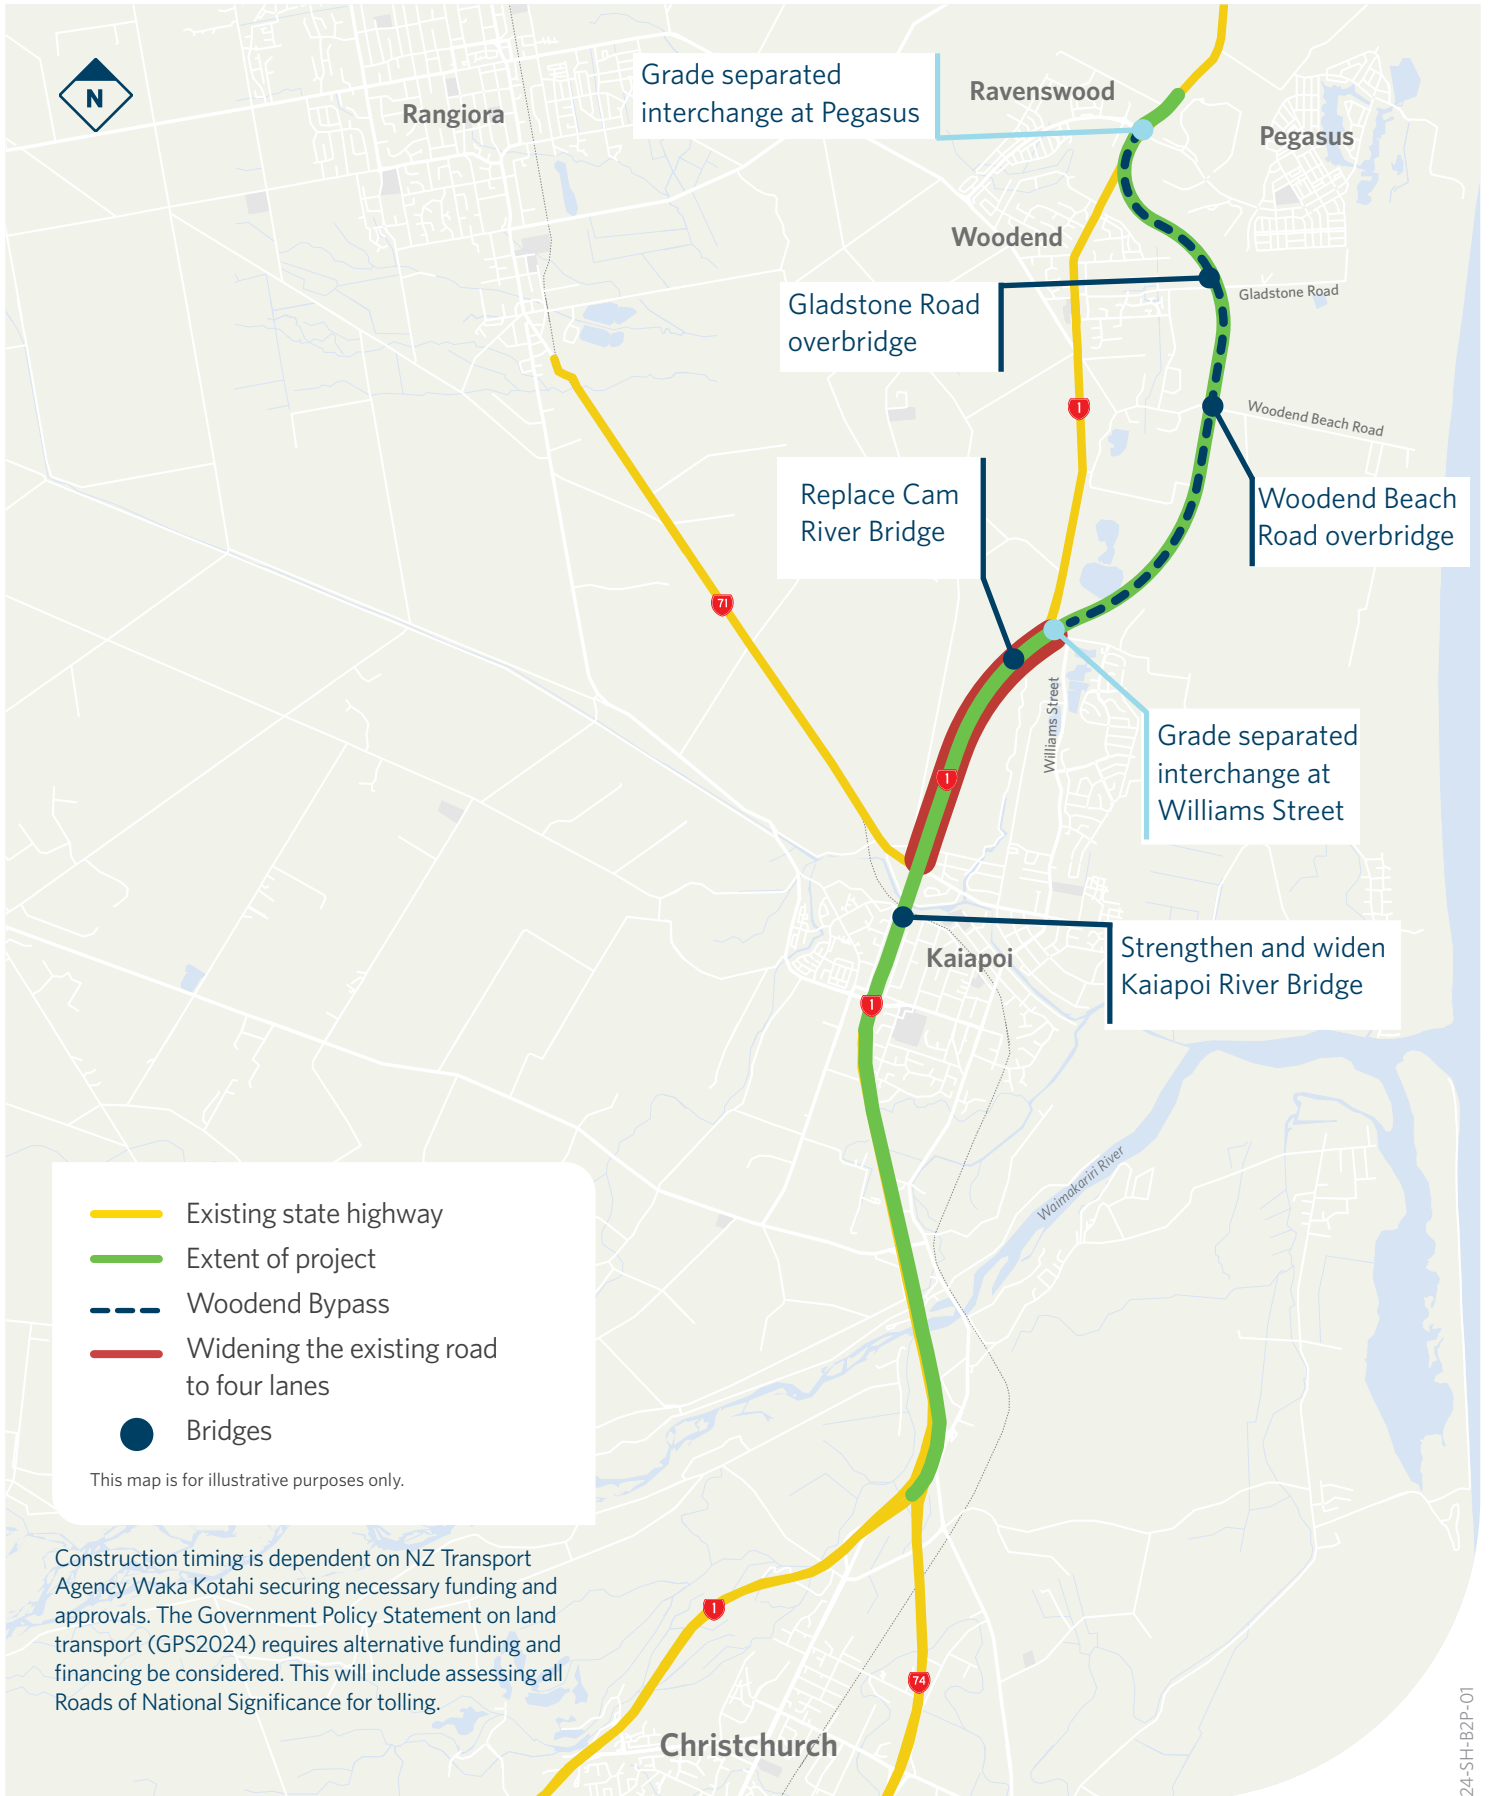 N
Rangiora
Grade separated
interchange at Pegasus
Ravenswood
Pegasus
Woodend
Gladstone Road
overbridge
Gladstone Road
1
Woodend Beach Road
Replace Cam
River Bridge
Woodend Beach
Road overbridge
71
Williams Street
Grade separated
interchange at
Williams Street
1
Kaiapoi
Strengthen and widen
Kaiapoi River Bridge
1
Waimakariri River
Existing state highway
Extent of project
Woodend Bypass
Widening the existing road
to four lanes
Bridges
This map is for illustrative purposes only.
Construction timing is dependent on NZ Transport
Agency Waka Kotahi securing necessary funding and
approvals. The Government Policy Statement on land
transport (GPS2024) requires alternative funding and
financing be considered. This will include assessing all
Roads of National Significance for tolling.
1
74
Christchurch
24-SH-B2P-01